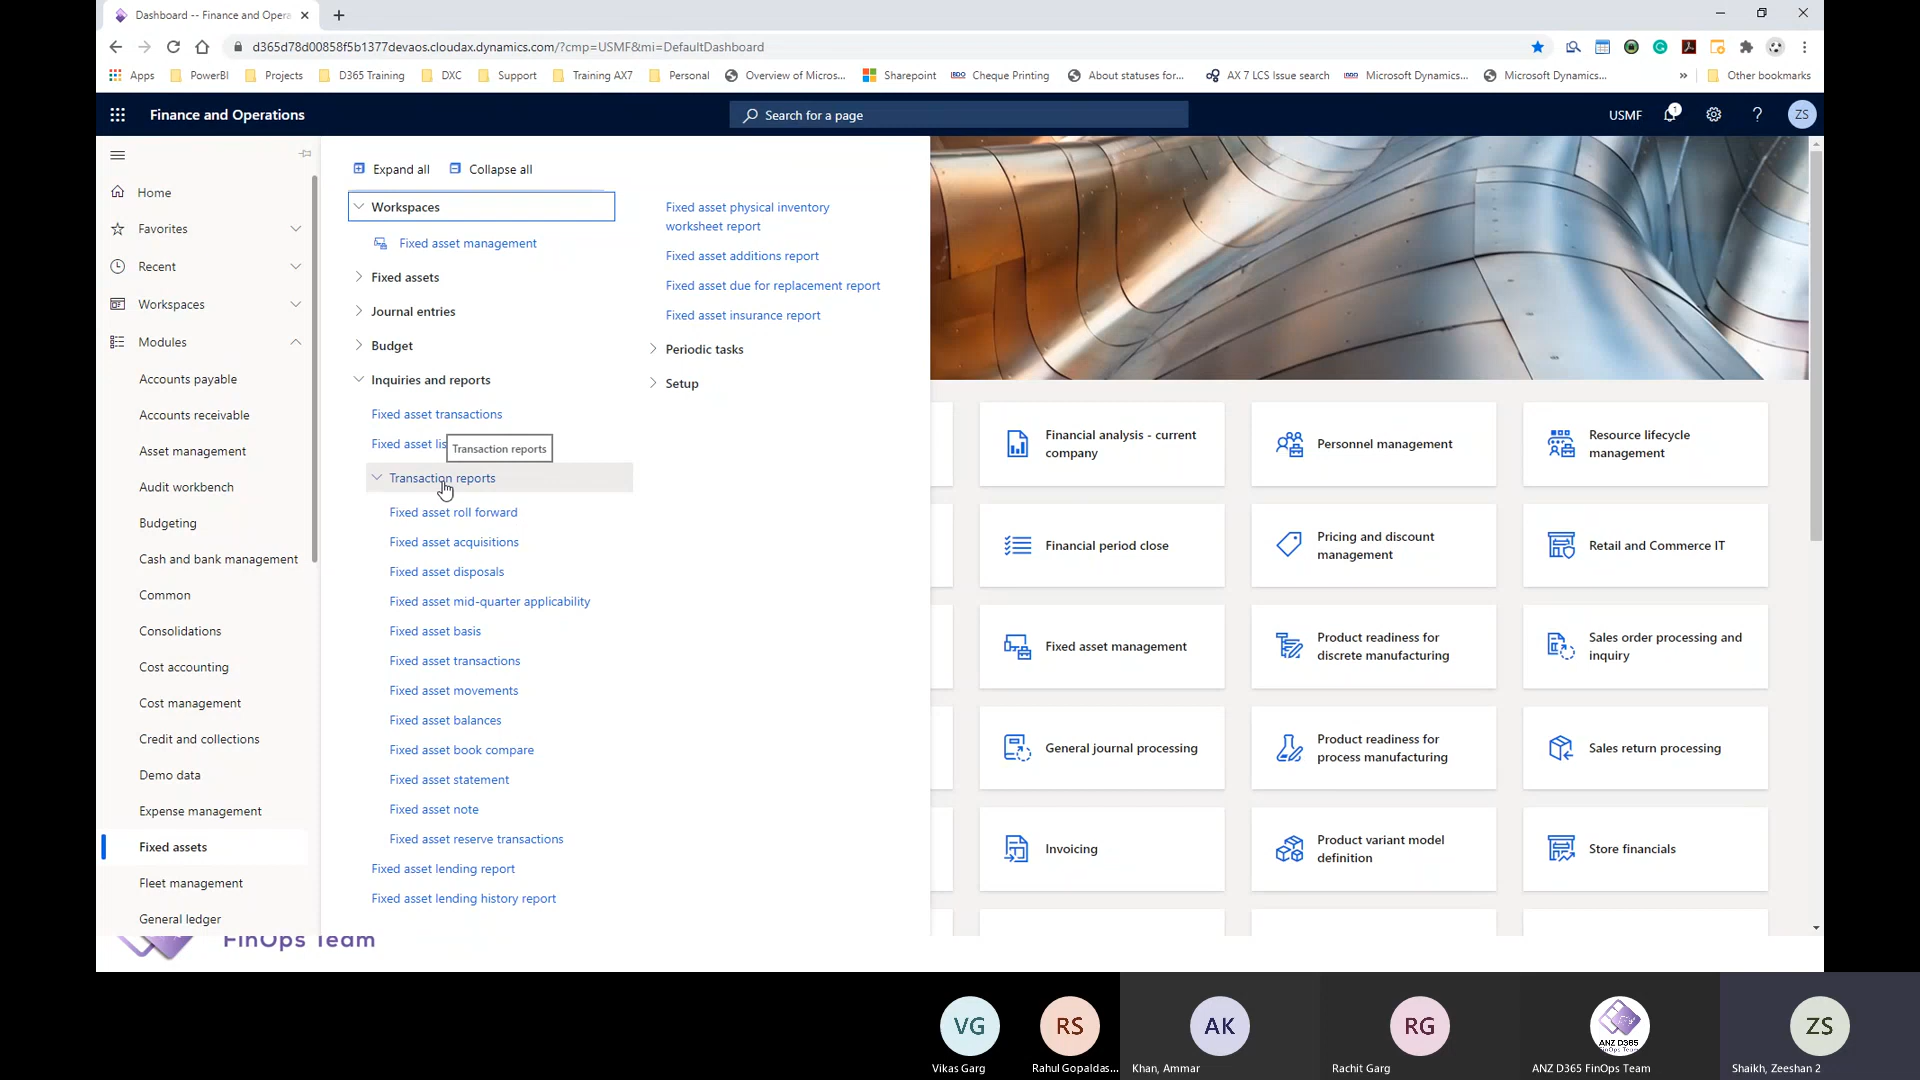 Dashboard -- Finance and Opera
d365d78d00858f5b1377devaos.cloudax.dynamics.com/?cmp=USMF&mi=DefaultDashboard
Apps
PowerBI
Projects
D365 Training
DXC
Support
Training AX7
Personal
Overview of Micros...
Sharepoint
Cheque Printing
About statuses for...
AX 7 LCS Issue search
Microsoft Dynamics...
Microsoft Dynamics...
Other bookmarks
Finance and Operations
Search for a page
USMF
1
?
ZS
Home
Favorites
Recent
Workspaces
Modules
Accounts payable
Accounts receivable
Asset management
Audit workbench
Budgeting
Cash and bank management
Common
Consolidations
Cost accounting
Cost management
Credit and collections
Demo data
Expense management
Fixed assets
Fleet management
General ledger
Expand all
Collapse all
Workspaces
Fixed asset management
Fixed assets
Journal entries
Budget
Inquiries and reports
Fixed asset transactions
Fixed asset lis
Transaction reports
Transaction reports
Fixed asset roll forward
Fixed asset acquisitions
Fixed asset disposals
Fixed asset mid-quarter applicability
Fixed asset basis
Fixed asset transactions
Fixed asset movements
Fixed asset balances
Fixed asset book compare
Fixed asset statement
Fixed asset note
Fixed asset reserve transactions
Fixed asset lending report
Fixed asset lending history report
Fixed asset physical inventory
worksheet report
Fixed asset additions report
Fixed asset due for replacement report
Fixed asset insurance report
Periodic tasks
Setup
Financial analysis - current
company
Personnel management
Resource lifecycle
management
Financial period close
Pricing and discount
management
Retail and Commerce IT
Fixed asset management
Product readiness for
discrete manufacturing
Sales order processing and
inquiry
General journal processing
Product readiness for
process manufacturing
Sales return processing
Invoicing
Product variant model
definition
Store financials
FinOps Team
VG
Vikas Garg
RS
Rahul Gopaldas...
AK
Khan, Ammar
RG
Rachit Garg
ANZ D365
FinOps Team
ANZ D365 FinOps Team
ZS
Shaikh, Zeeshan 2